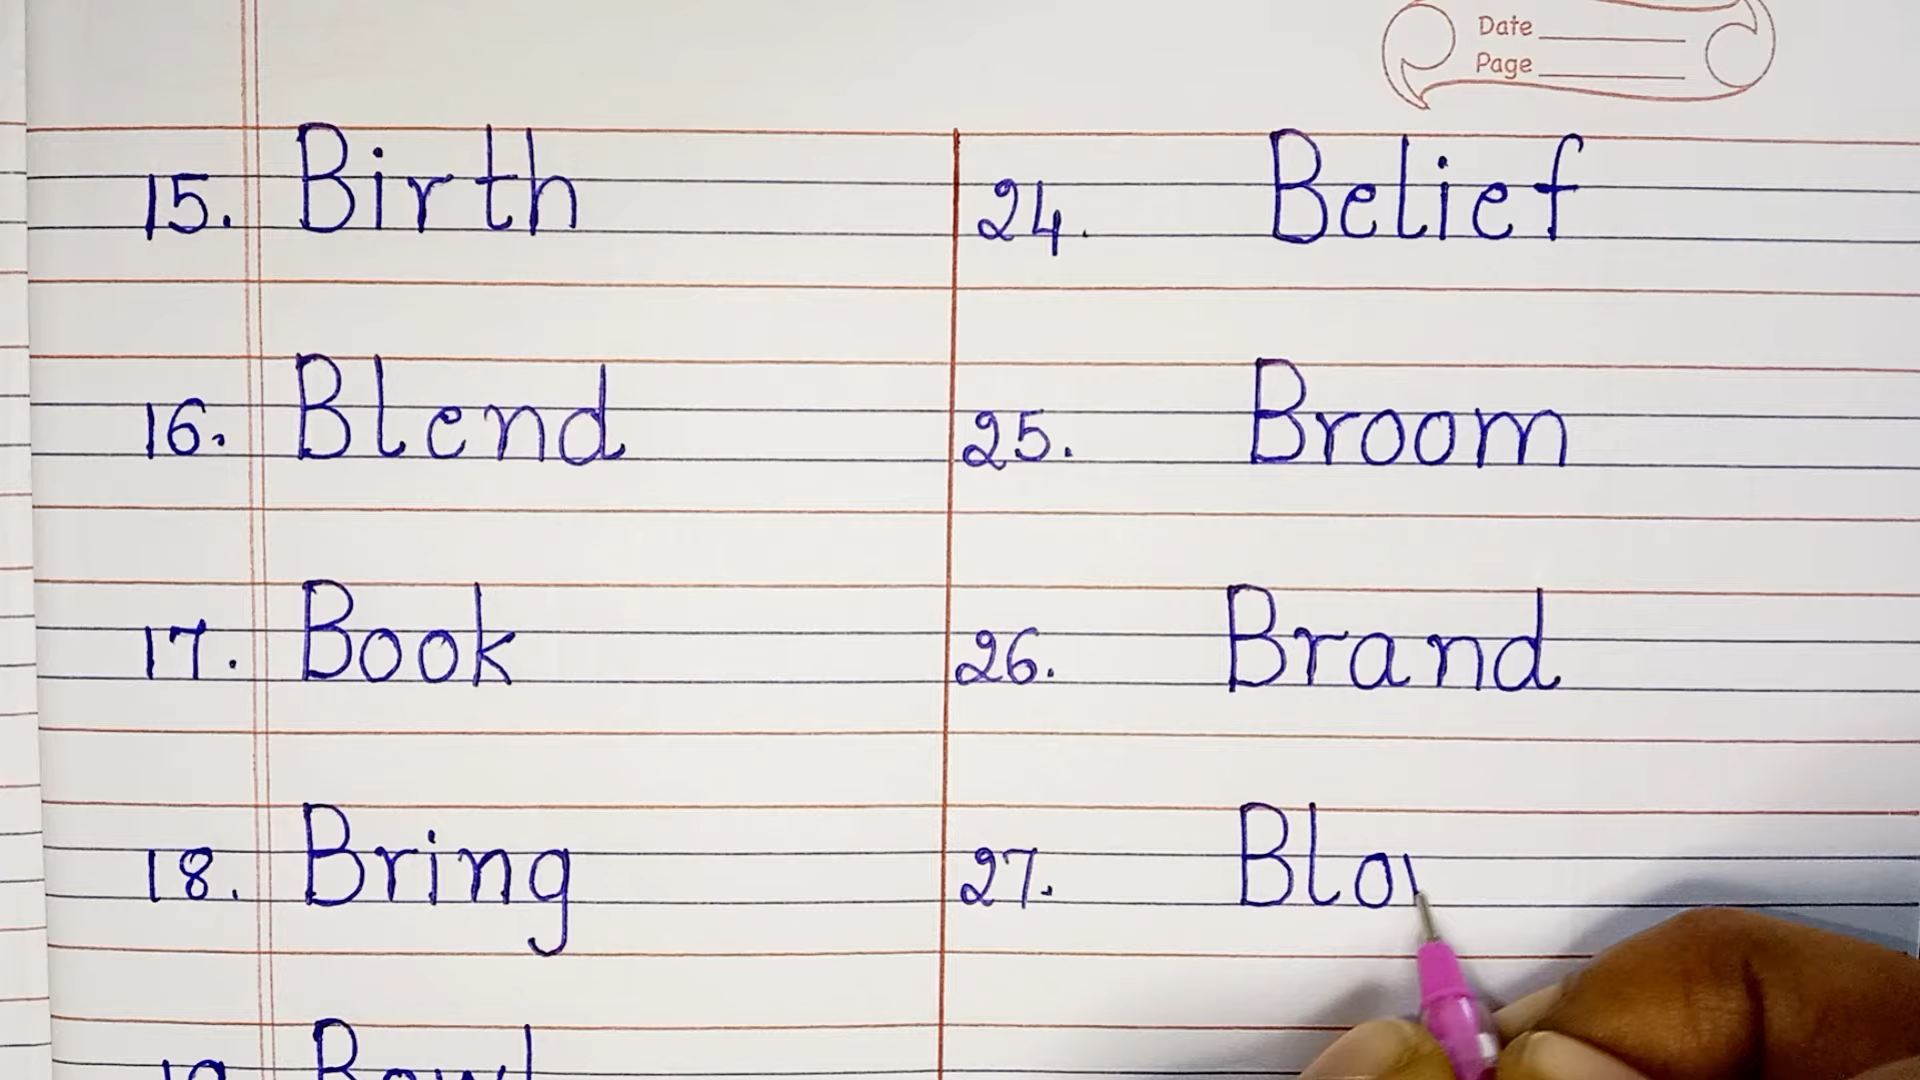 Date
Page
15. Birth
16. Blend
17. Book
18. Bring
24. Belief
25. Broom
26. Brand
27. Blo